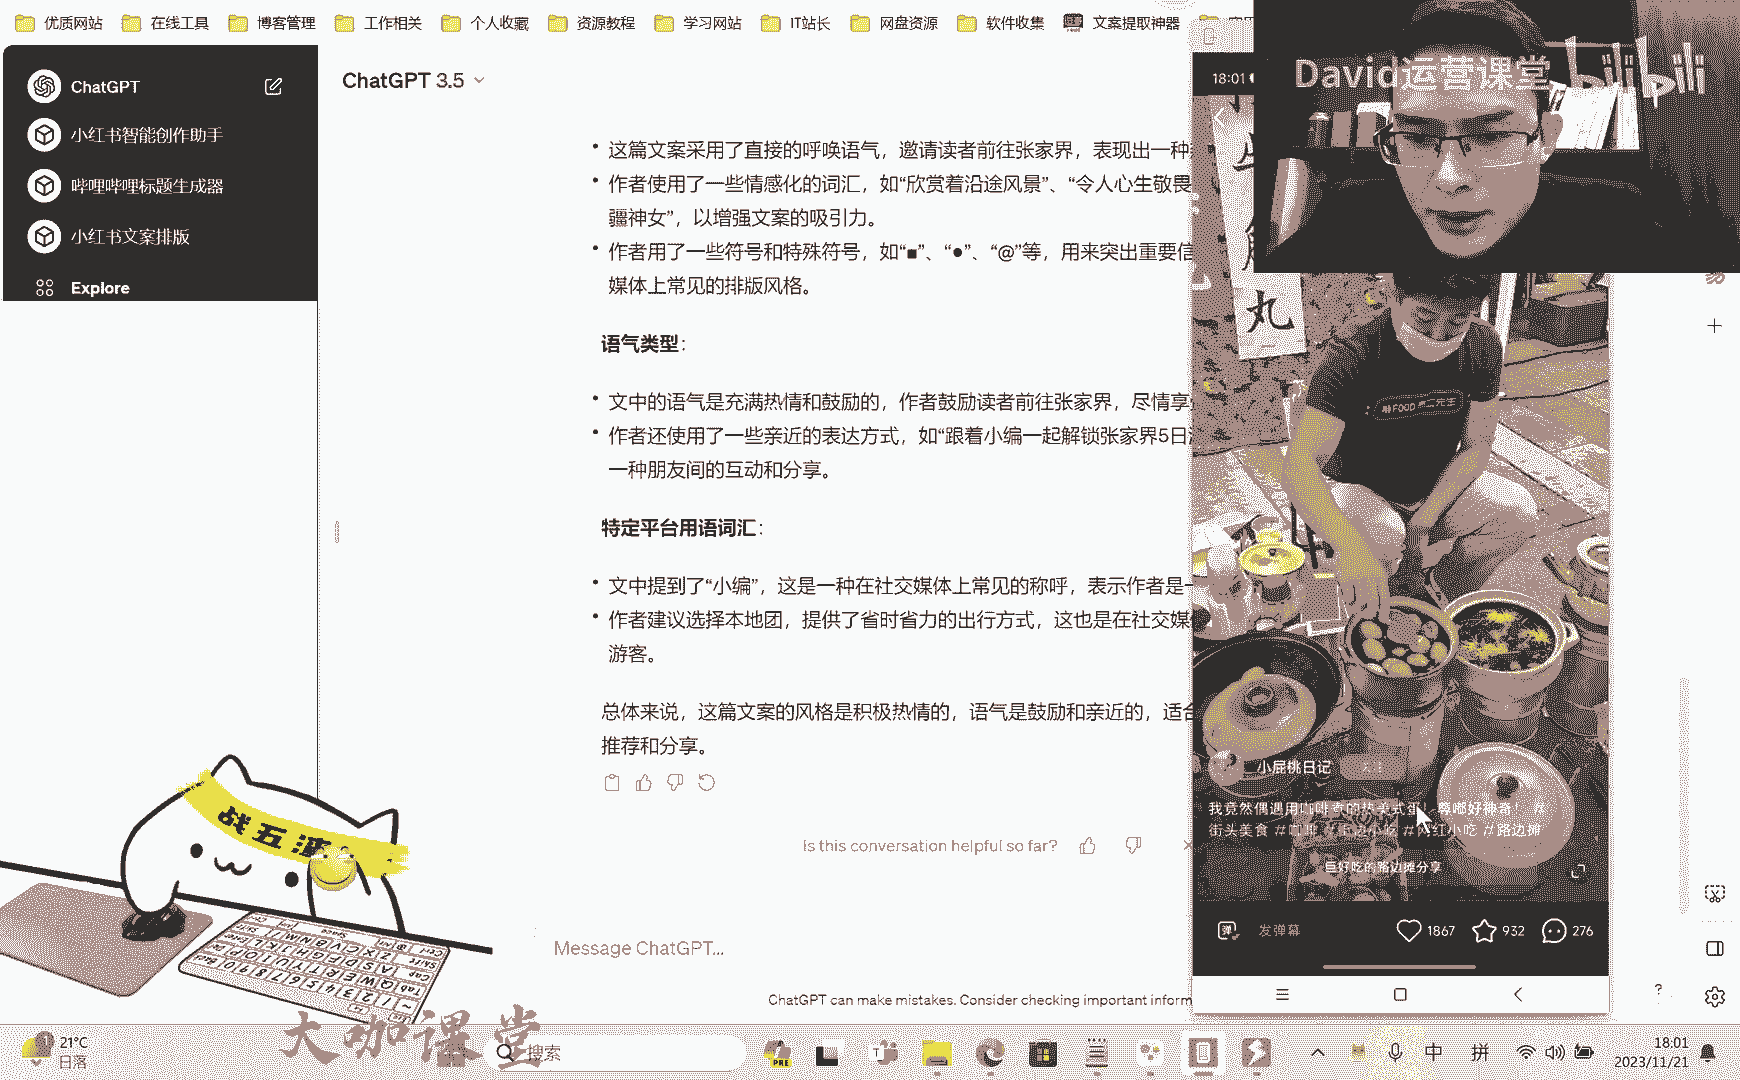 优质网站
在线工具
博客管理
工作相关
个人收藏
资源教程
学习网站
IT站长
网盘资源
软件收集
文案提取神器
ChatGPT
小红书智能创作助手
哔哩哔哩标题生成器
小红书文案排版
Explore
ChatGPT 3.5
这篇文案采用了直接的呼唤语气，邀请读者前往张家界，表现出一种
作者使用了一些情感化的词汇，如“欣赏着沿途风景”、“令人心生敬畏
疆神女”，以增强文案的吸引力。
作者用了一些符号和特殊符号，如“■”、“●”、“@”等，用来突出重要信
媒体上常见的排版风格。
语气类型：
文中的语气是充满热情和鼓励的，作者鼓励读者前往张家界，尽情享
作者还使用了一些亲近的表达方式，如“跟着小编一起解锁张家界5日
一种朋友间的互动和分享。
特定平台用语词汇：
文中提到了“小编”，这是一种在社交媒体上常见的称呼，表示作者是一
作者建议选择本地团，提供了省时省力的出行方式，这也是在社交媒
游客。
总体来说，这篇文案的风格是积极热情的，语气是鼓励和亲近的，适合
推荐和分享。
Is this conversation helpful so far?
Message ChatGPT...
ChatGPT can make mistakes. Consider checking important inform
David运营课堂 bilibili
18:01
丸
小屁桃日记
我竟然偶遇用咖啡煮的热美式蛋！尊嘟好神奇！#
街头美食 #咖啡 #街边小吃 #网红小吃 #路边摊
巨好吃的路边摊分享
弹
发弹幕
1867
932
276
战五渣
大咖课堂
21°C
日落
搜索
PRE
中
拼
18:01
2023/11/21